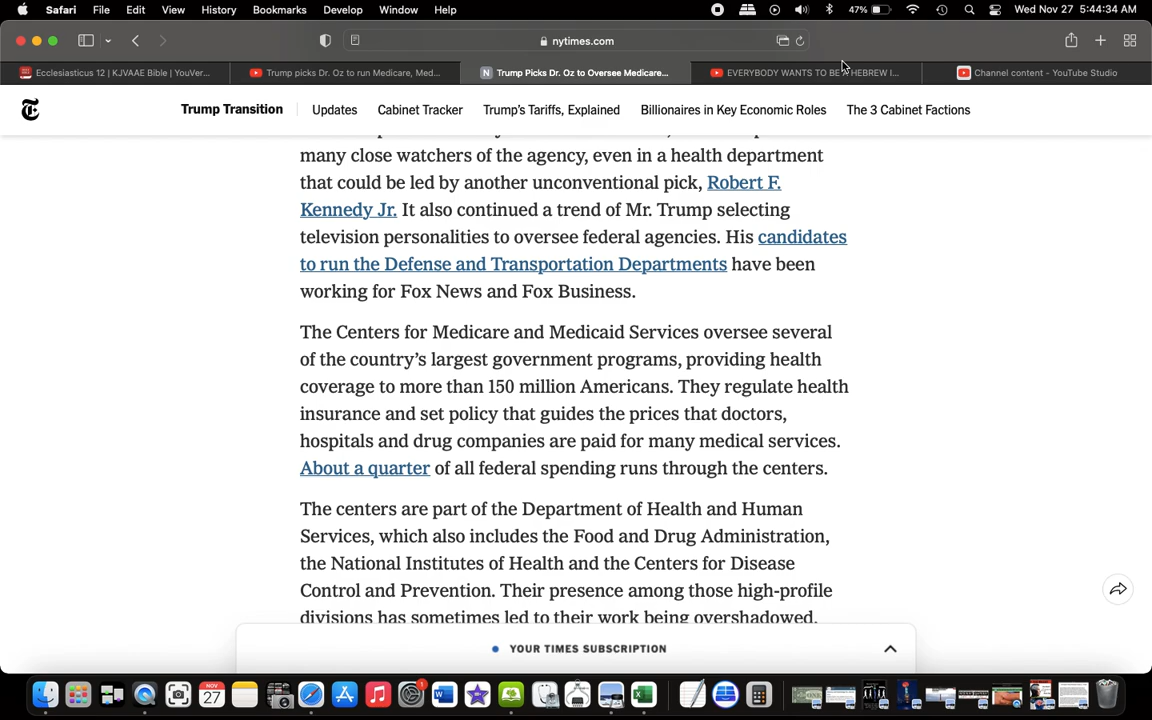 Safari File Edit View History Bookmarks Develop Window Help 47% Wed Nov 27 5:44:34 AM
nytimes.com
Ecclesiasticus 12 | KJVAAE Bible | YouVer... Trump picks Dr. Oz to run Medicare, Med... Trump Picks Dr. Oz to Oversee Medicare... EVERYBODY WANTS TO BE A HEBREW I... Channel content - YouTube Studio
Trump Transition Updates Cabinet Tracker Trump's Tariffs, Explained Billionaires in Key Economic Roles The 3 Cabinet Factions
many close watchers of the agency, even in a health department
that could be led by another unconventional pick, Robert F.
Kennedy Jr. It also continued a trend of Mr. Trump selecting
television personalities to oversee federal agencies. His candidates
to run the Defense and Transportation Departments have been
working for Fox News and Fox Business.
The Centers for Medicare and Medicaid Services oversee several
of the country's largest government programs, providing health
coverage to more than 150 million Americans. They regulate health
insurance and set policy that guides the prices that doctors,
hospitals and drug companies are paid for many medical services.
About a quarter of all federal spending runs through the centers.
The centers are part of the Department of Health and Human
Services, which also includes the Food and Drug Administration,
the National Institutes of Health and the Centers for Disease
Control and Prevention. Their presence among those high-profile
divisions has sometimes led to their work being overshadowed.
YOUR TIMES SUBSCRIPTION
NOV
27
1